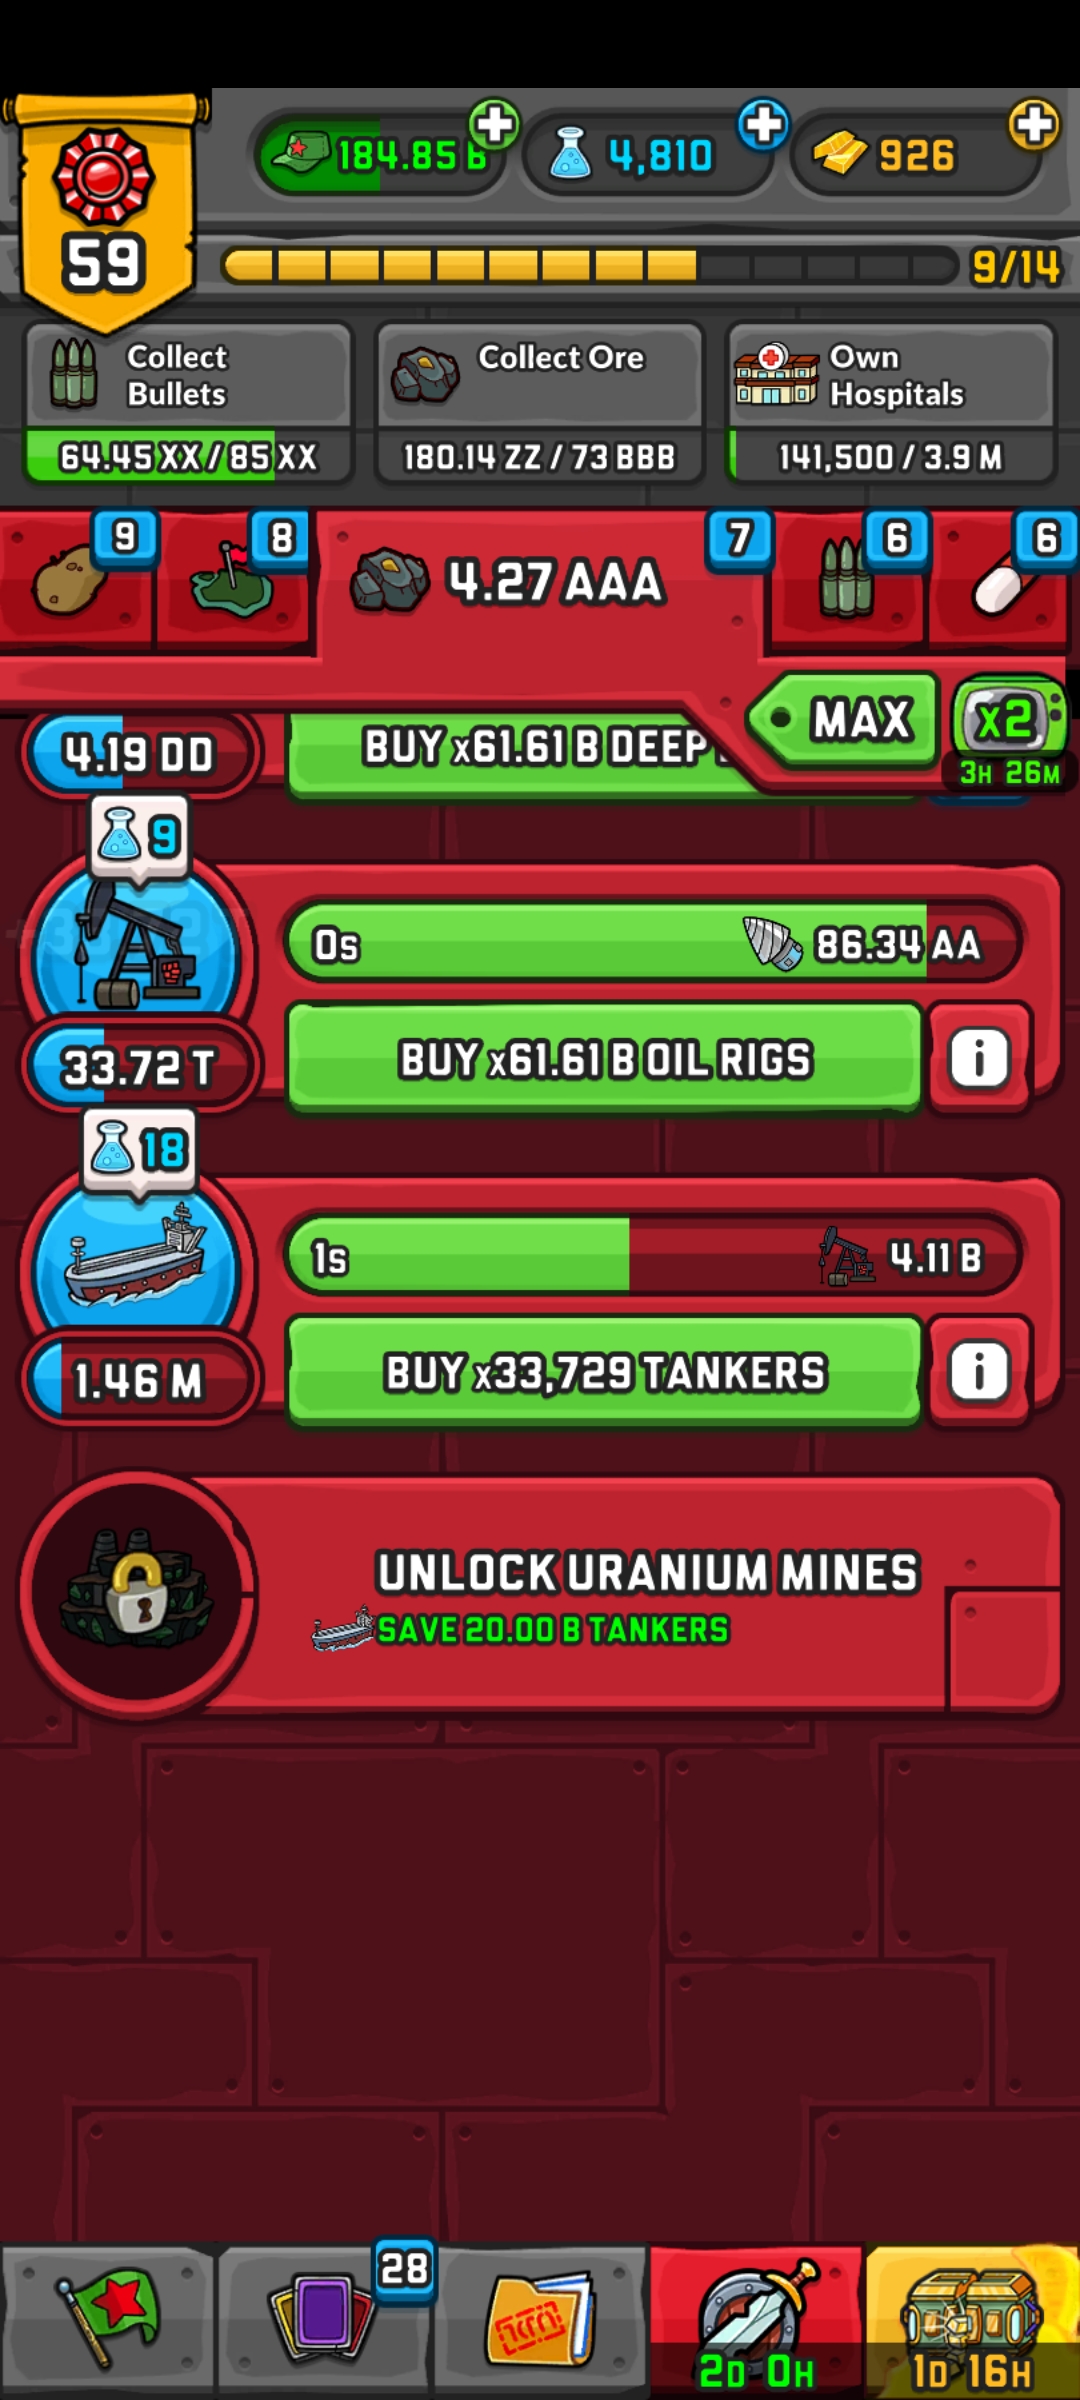 59
184.85 B
4,810
926
9/14
Collect
Bullets
64.45 XX / 85 XX
Collect Ore
180.14 ZZ / 73 BBB
Own
Hospitals
141,500 / 3.9 M
9
8
4.27 AAA
7
6
6
MAX
x2
3H 26M
4.19 DD
BUY x61.61 B DEEP
9
0s
86.34 AA
33.72 T
BUY x61.61 B OIL RIGS
i
18
1s
4.11 B
1.46 M
BUY x33,729 TANKERS
i
UNLOCK URANIUM MINES
SAVE 20.00 B TANKERS
28
2D 0H
1D 16H